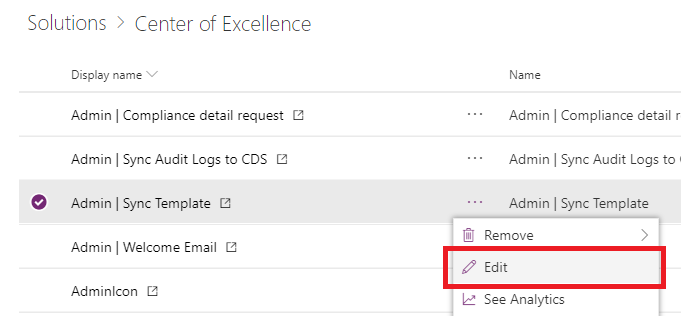 Solutions > Center of Excellence
Display name Name
Admin | Compliance detail request ··· Admin | Compliance detail r
Admin | Sync Audit Logs to CDS ··· Admin | Sync Audit Logs to C
Admin | Sync Template ··· Admin | Sync Template
Admin | Welcome Email
Remove
Edit
AdminIcon
See Analytics